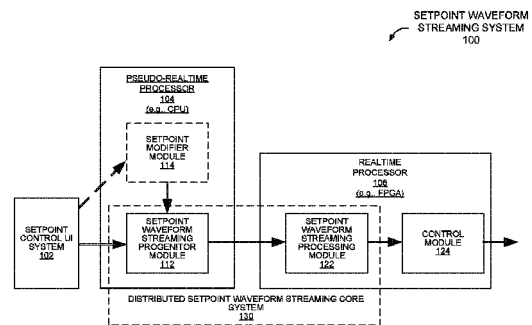 SETPOINT WAVEFORM
STREAMING SYSTEM
100
PSEUDO-REALTIME
PROCESSOR
104
(e.g., CPU)
SETPOINT
MODIFIER
MODULE
114
REALTIME
PROCESSOR
106
(e.g., FPGA)
SETPOINT
CONTROL UI
SYSTEM
102
SETPOINT
WAVEFORM
STREAMING
PROGENITOR
MODULE
112
SETPOINT
WAVEFORM
STREAMING
PROCESSING
MODULE
122
CONTROL
MODULE
124
DISTRIBUTED SETPOINT WAVEFORM STREAMING CORE
SYSTEM
130